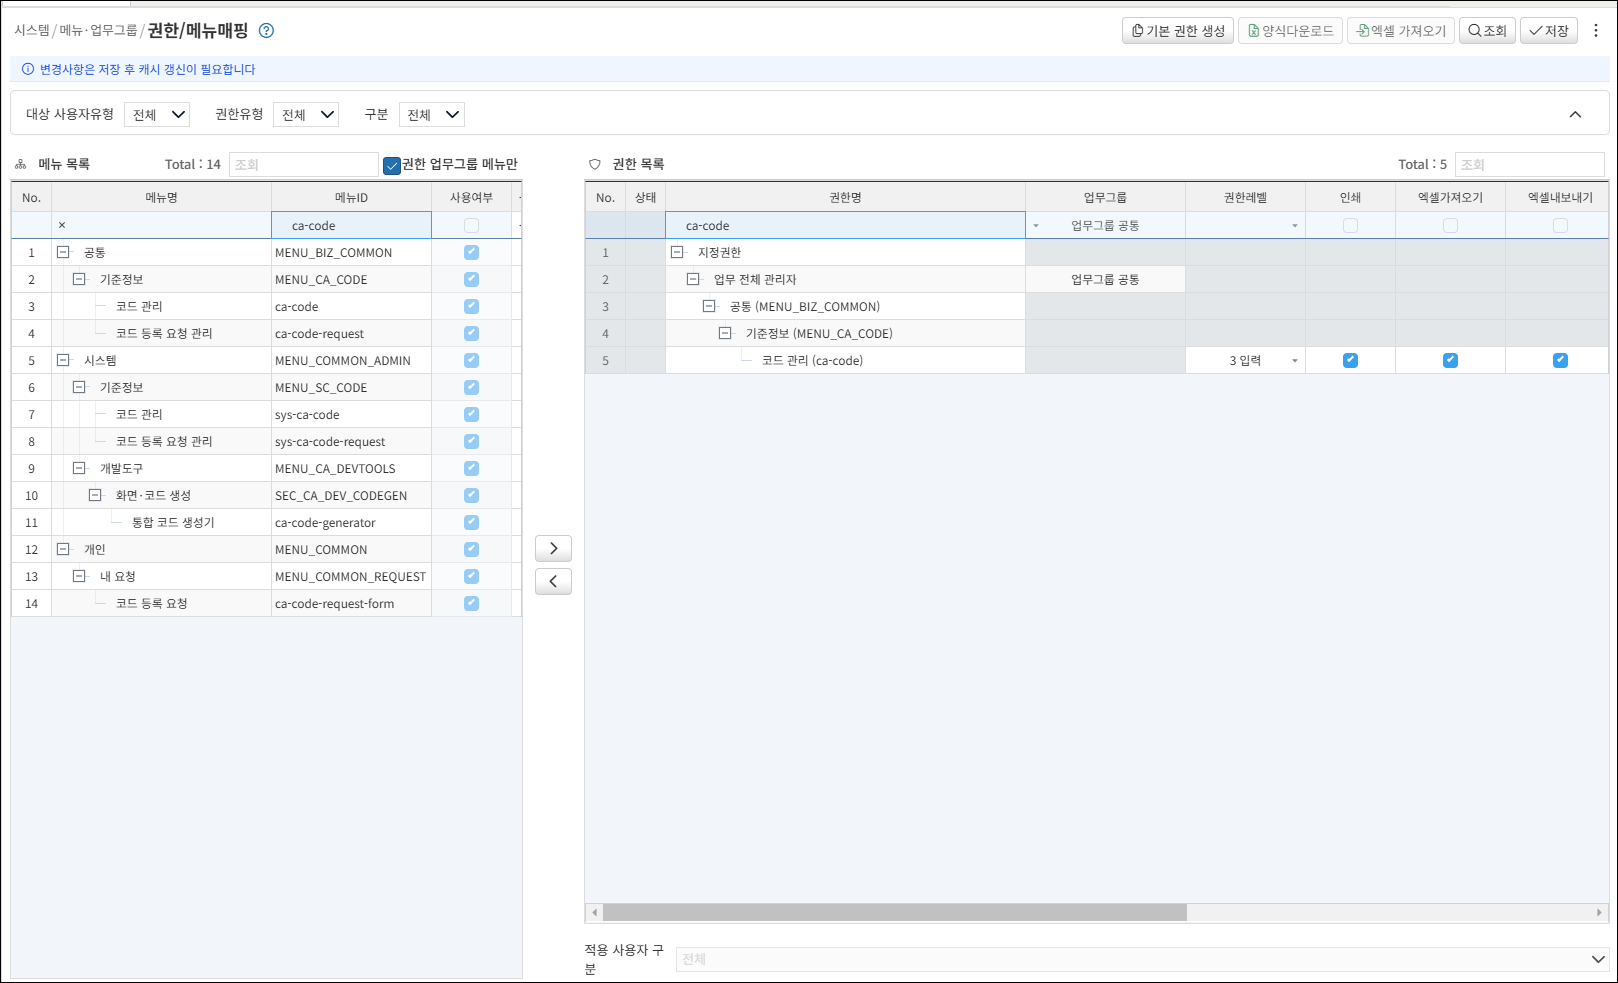 시스템/메뉴·업무그룹/권한/메뉴매핑 ?
기본 권한 생성 양식다운로드 엑셀 가져오기 조회 저장
변경사항은 저장 후 캐시 갱신이 필요합니다
대상 사용자유형 전체 권한유형 전체 구분 전체
메뉴 목록 Total : 14 조회 권한 업무그룹 메뉴만
No. 메뉴명 메뉴ID 사용여부
× ca-code
1 공통 MENU_BIZ_COMMON
2 기준정보 MENU_CA_CODE
3 코드 관리 ca-code
4 코드 등록 요청 관리 ca-code-request
5 시스템 MENU_COMMON_ADMIN
6 기준정보 MENU_SC_CODE
7 코드 관리 sys-ca-code
8 코드 등록 요청 관리 sys-ca-code-request
9 개발도구 MENU_CA_DEVTOOLS
10 화면·코드 생성 SEC_CA_DEV_CODEGEN
11 통합 코드 생성기 ca-code-generator
12 개인 MENU_COMMON
13 내 요청 MENU_COMMON_REQUEST
14 코드 등록 요청 ca-code-request-form
권한 목록 Total : 5 조회
No. 상태 권한명 업무그룹 권한레벨 인쇄 엑셀가져오기 엑셀내보내기
ca-code 업무그룹 공통
1 지정권한
2 업무 전체 관리자 업무그룹 공통
3 공통 (MENU_BIZ_COMMON)
4 기준정보 (MENU_CA_CODE)
5 코드 관리 (ca-code) 3 입력
적용 사용자 구
분
전체